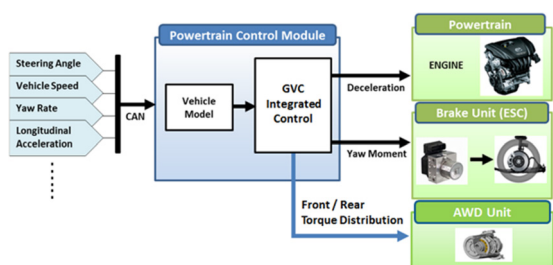 Steering Angle
Vehicle Speed
Yaw Rate
Longitudinal
Acceleration
CAN
Powertrain Control Module
Vehicle
Model
GVC
Integrated
Control
Deceleration
Yaw Moment
Front / Rear
Torque Distribution
Powertrain
ENGINE
Brake Unit (ESC)
AWD Unit